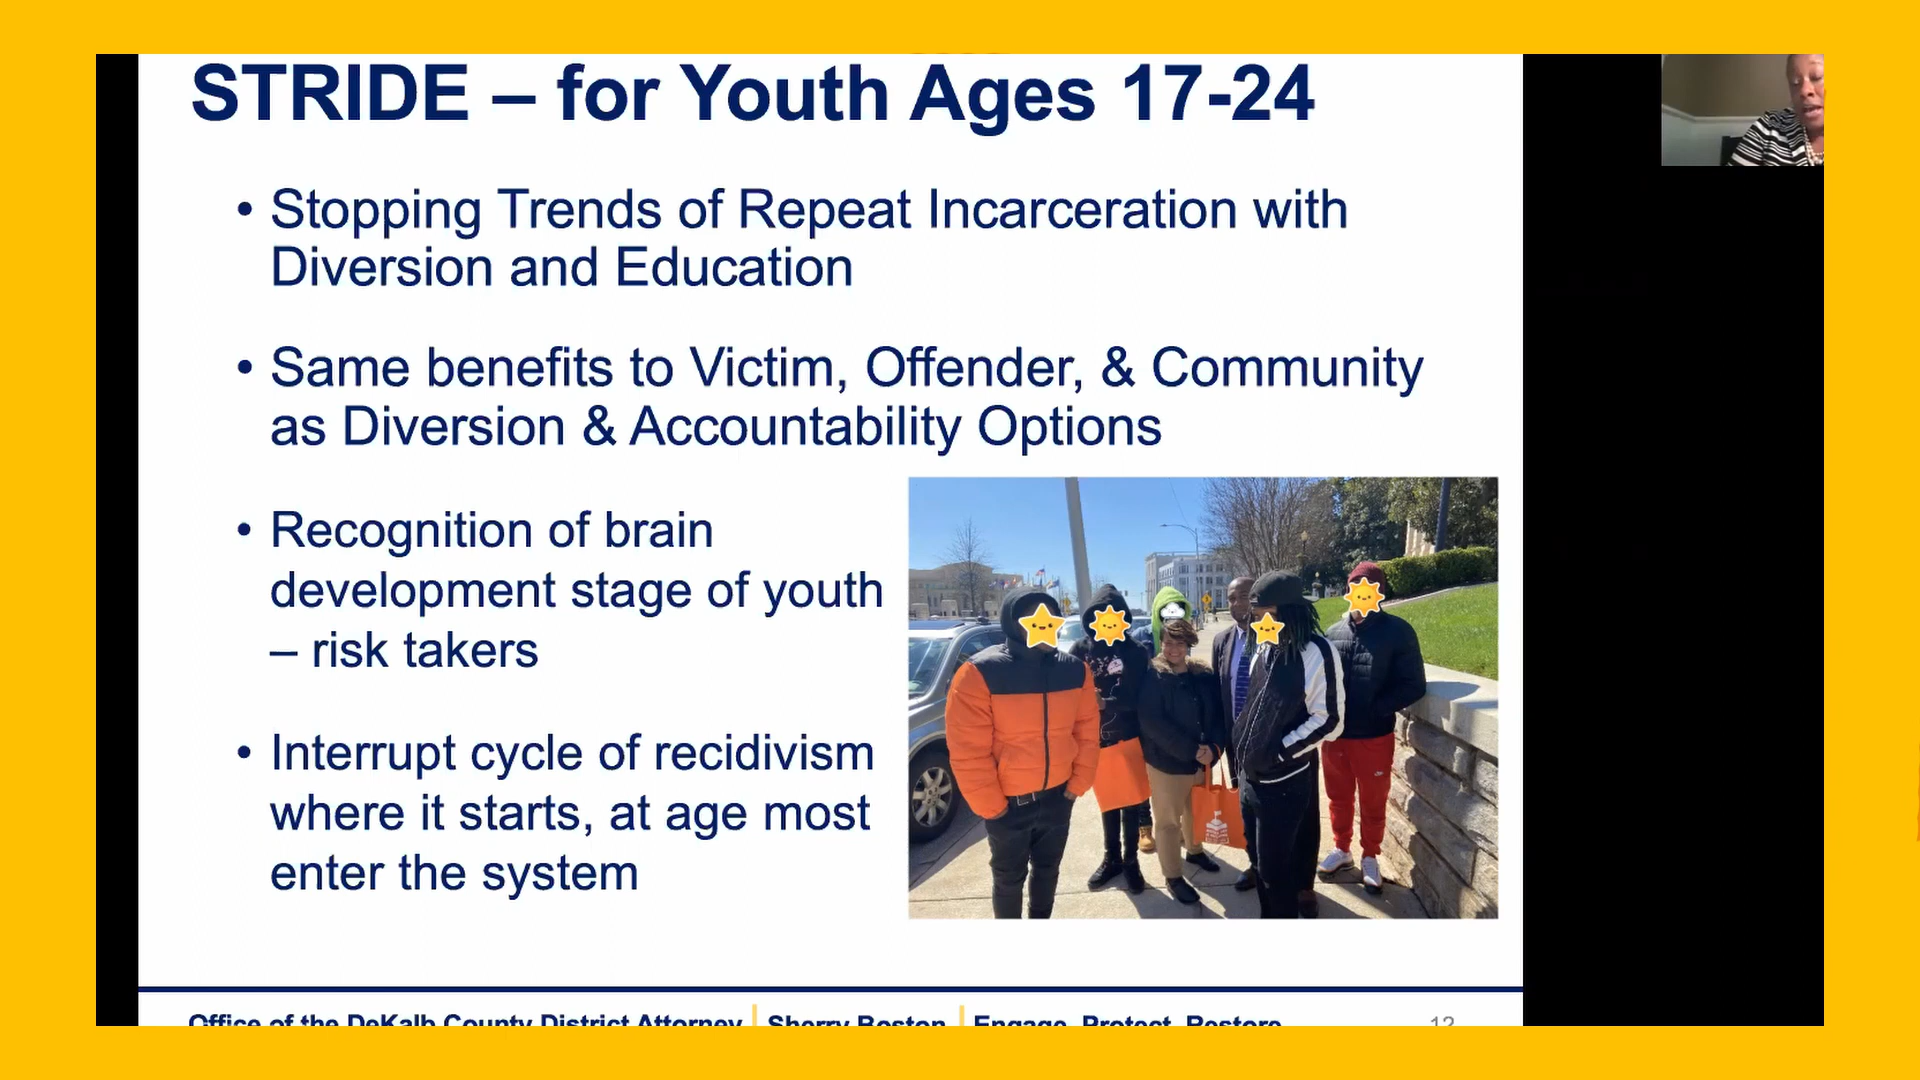 STRIDE – for Youth Ages 17-24
• Stopping Trends of Repeat Incarceration with
Diversion and Education
• Same benefits to Victim, Offender, & Community
as Diversion & Accountability Options
• Recognition of brain
development stage of youth
– risk takers
• Interrupt cycle of recidivism
where it starts, at age most
enter the system
Office of the DeKalb County District Attorney | Sherry Boston | Engage. Protect. Restore. 12